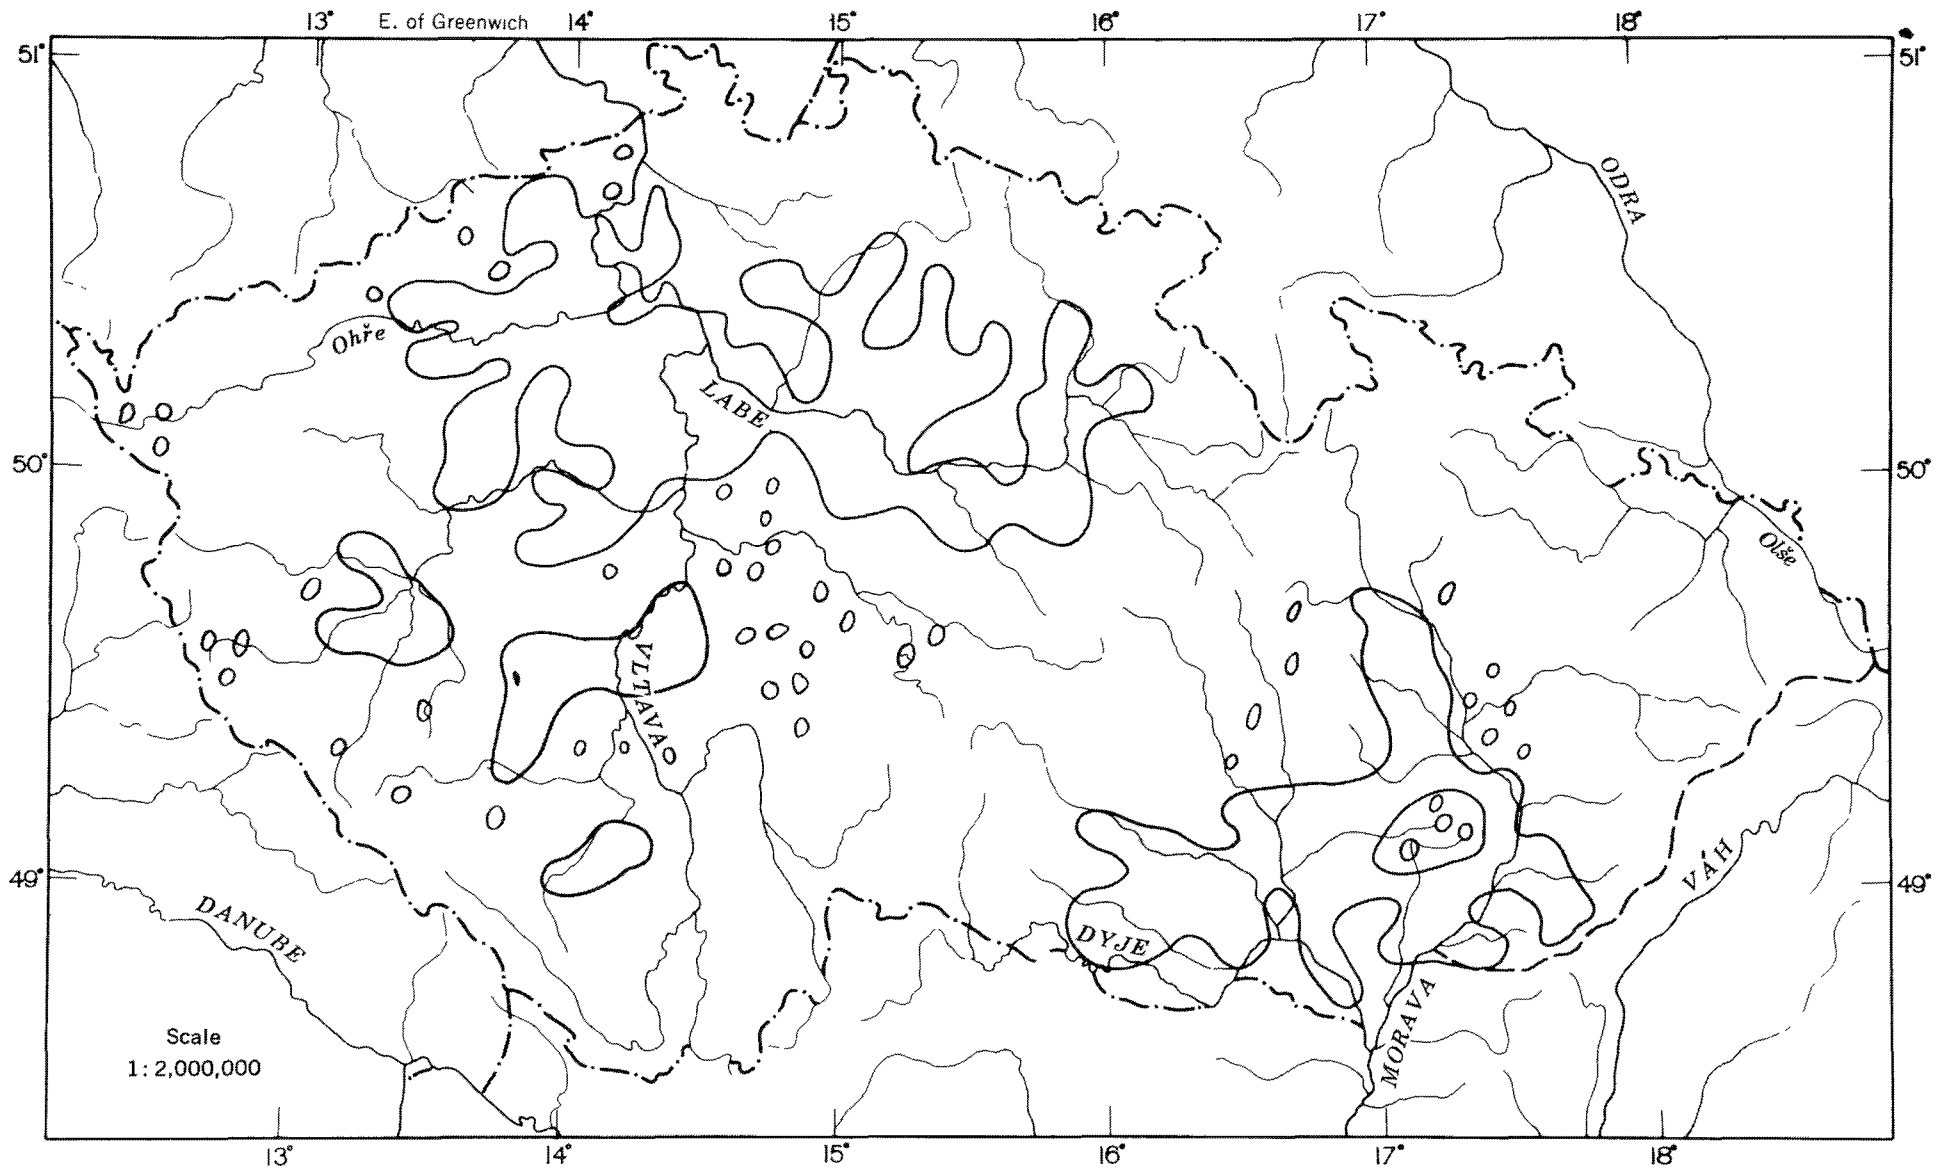 13° E. of Greenwich 14° 15° 16° 17° 18°
51° 51°
ODRA
Ohře
LABE
50° 50°
Olše
VLTAVA
VÁH
49° 49°
DANUBE
DYJE
MORAVA
Scale
1:2,000,000
13° 14° 15° 16° 17° 18°